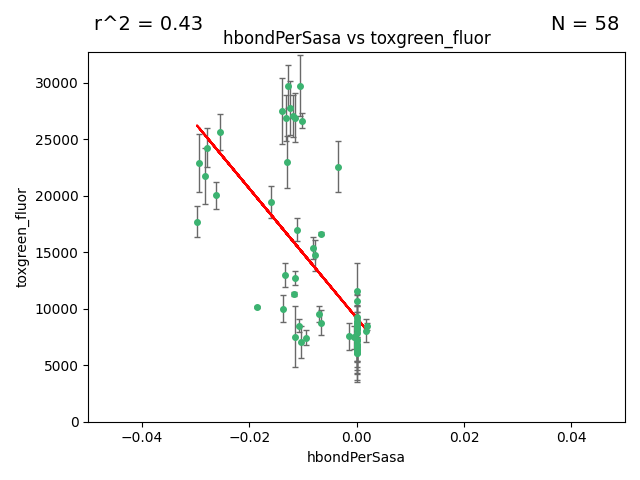 r^2 = 0.43
N = 58
hbondPerSasa vs toxgreen_fluor
30000
25000
20000
15000
10000
5000
0
toxgreen_fluor
−0.04
−0.02
0.00
0.02
0.04
hbondPerSasa